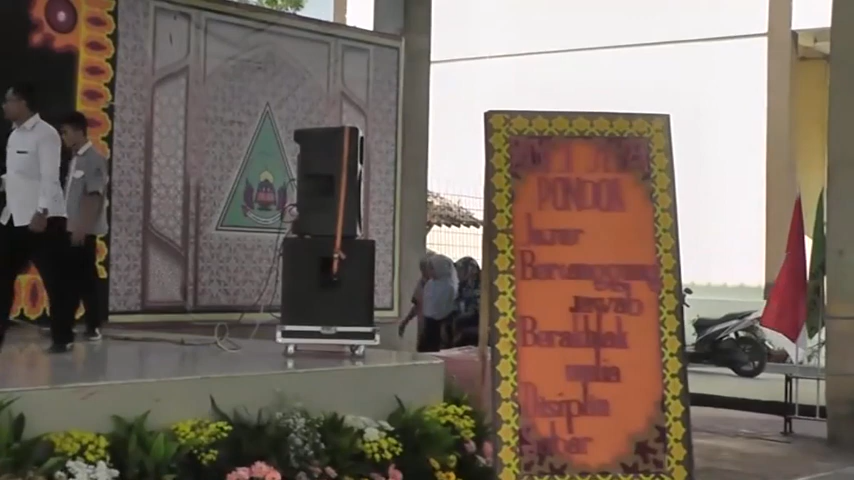 PONDOK
Jujur
Bertanggung
Jawab
Berakhlak
Mulia
Disiplin
Sabar